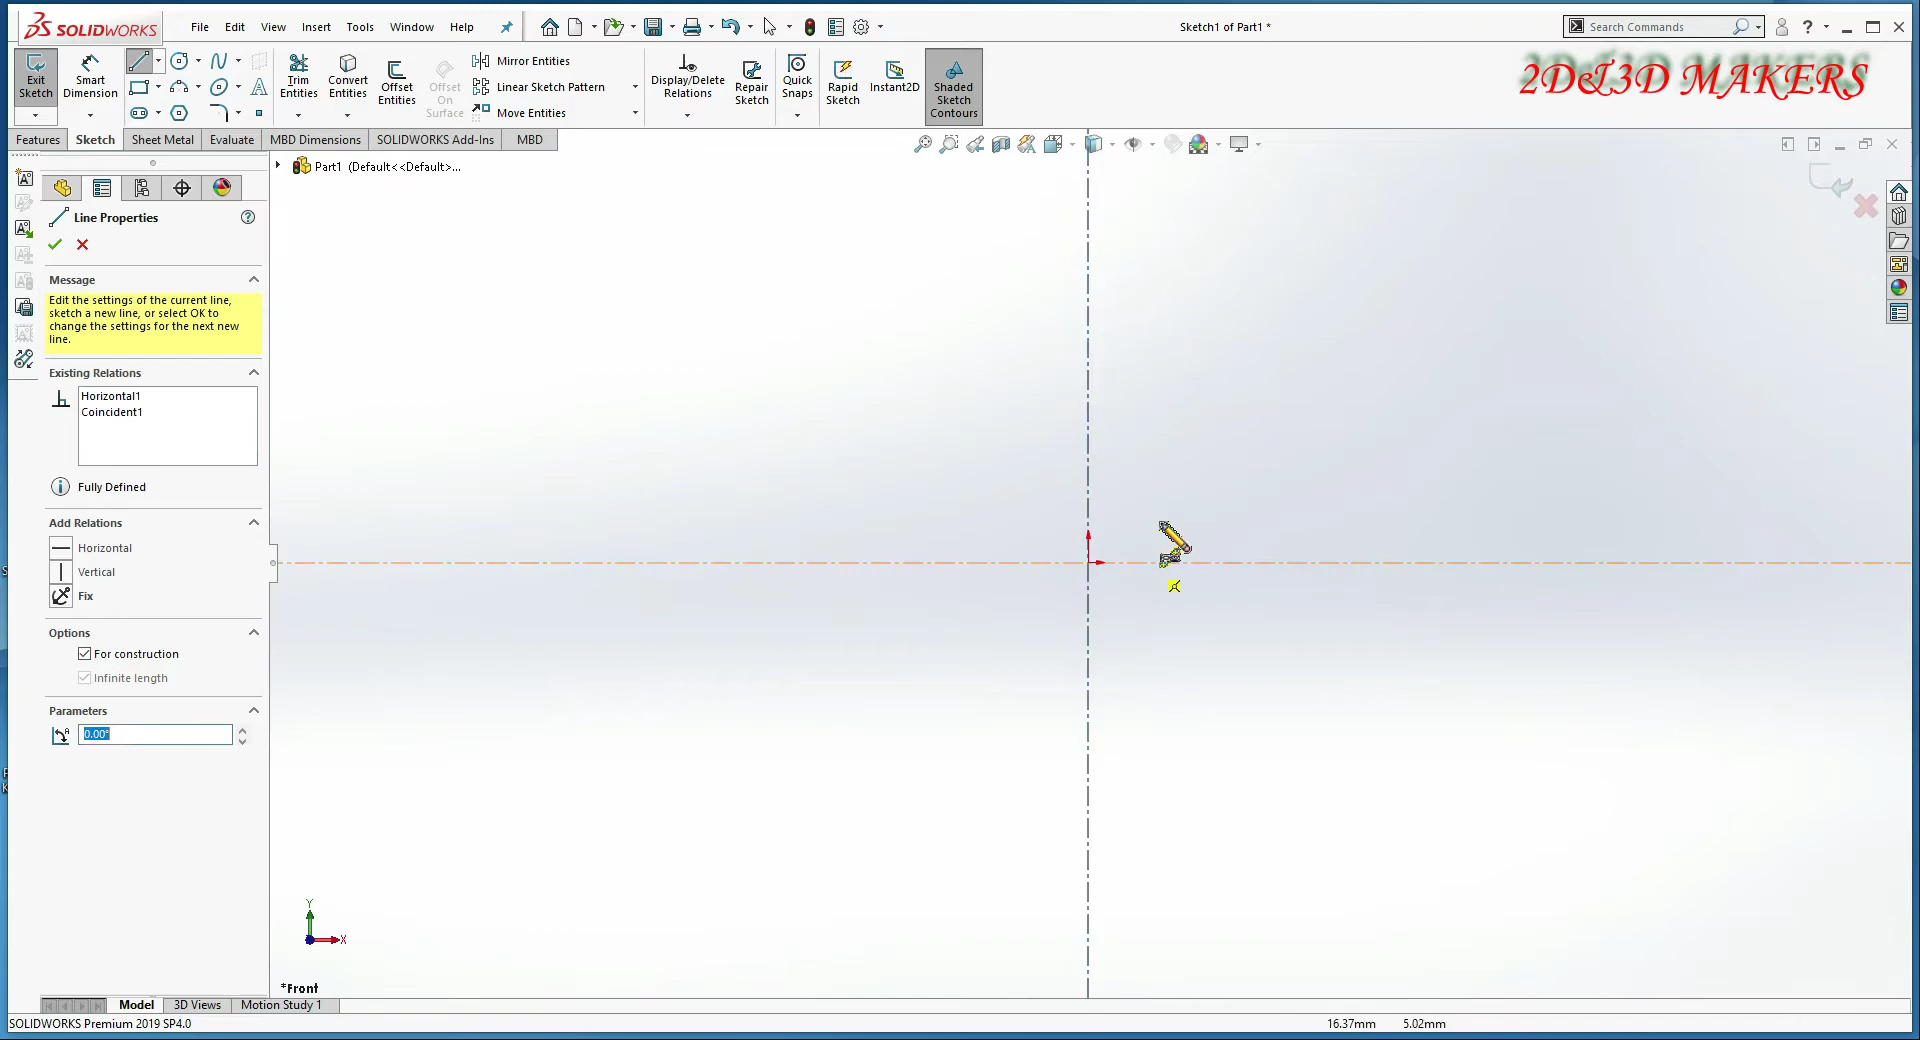 SOLIDWORKS
File Edit View Insert Tools Window Help
Sketch1 of Part1 *
Search Commands
?
2D&3D MAKERS
Exit Sketch
Smart Dimension
Trim Entities
Convert Entities
Offset Entities
Offset On Surface
Mirror Entities
Linear Sketch Pattern
Move Entities
Display/Delete Relations
Repair Sketch
Quick Snaps
Rapid Sketch
Instant2D
Shaded Sketch Contours
Features Sketch Sheet Metal Evaluate MBD Dimensions SOLIDWORKS Add-Ins MBD
Part1 (Default<<Default>...
Line Properties
Message
Edit the settings of the current line,
sketch a new line, or select OK to
change the settings for the next new
line.
Existing Relations
Horizontal1
Coincident1
Fully Defined
Add Relations
Horizontal
Vertical
Fix
Options
For construction
Infinite length
Parameters
0.00°
Y
X
*Front
Model 3D Views Motion Study 1
SOLIDWORKS Premium 2019 SP4.0
16.37mm 5.02mm